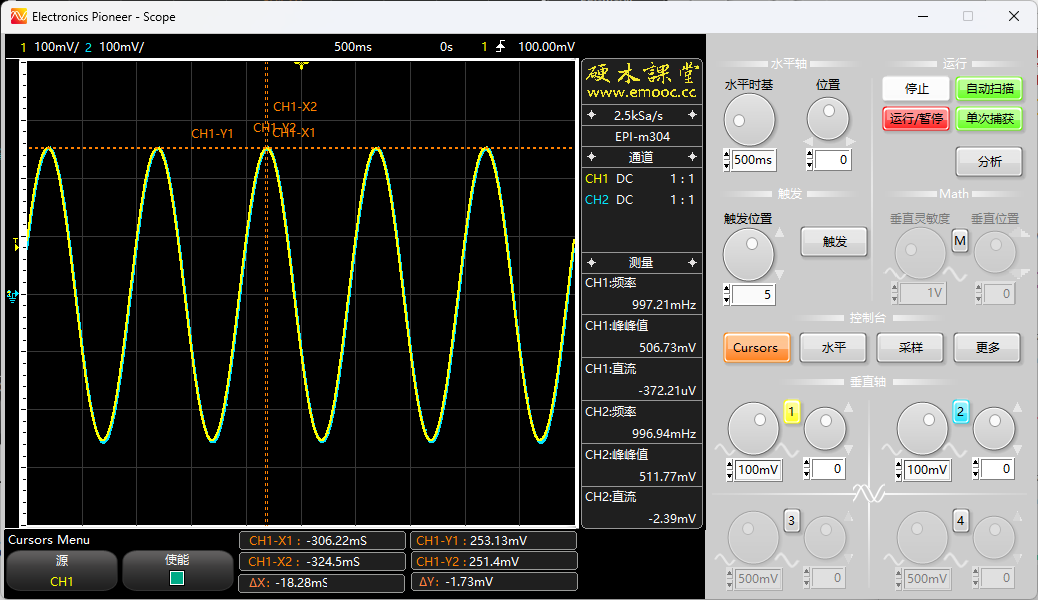 Electronics Pioneer - Scope
1 100mV/ 2 100mV/ 500ms 0s 1 100.00mV
CH1-X2
CH1-Y1 CH1-Y2 CH1-X1
硬木課堂
www.emooc.cc
2.5kSa/s
EPI-m304
通道
CH1 DC 1 : 1
CH2 DC 1 : 1
测量
CH1:频率
997.21mHz
CH1:峰峰值
506.73mV
CH1:直流
-372.21uV
CH2:频率
996.94mHz
CH2:峰峰值
511.77mV
CH2:直流
-2.39mV
Cursors Menu
源
CH1
使能
CH1-X1 : -306.22mS
CH1-X2 : -324.5mS
ΔX: -18.28mS
CH1-Y1 : 253.13mV
CH1-Y2 : 251.4mV
ΔY: -1.73mV
水平轴
水平时基 位置
500ms 0
运行
停止 自动扫描
运行/暂停 单次捕获
分析
触发
触发位置
触发
5
Math
垂直灵敏度 垂直位置
M
1V 0
控制台
Cursors 水平 采样 更多
垂直轴
1 2
100mV 0 100mV 0
3 4
500mV 0 500mV 0